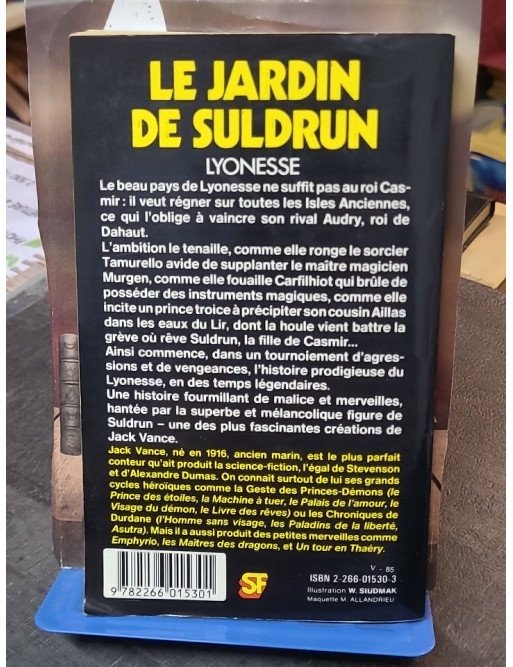 LE JARDIN
DE SULDRUN
LYONESSE
Le beau pays de Lyonesse ne suffit pas au roi Cas-
mir : il veut régner sur toutes les Isles Anciennes,
ce qui l'oblige à vaincre son rival Audry, roi de
Dahaut.
L'ambition le tenaille, comme elle ronge le sorcier
Tamurello avide de supplanter le maître magicien
Murgen, comme elle fouaille Carfilhiot qui brûle de
posséder des instruments magiques, comme elle
incite un prince troice à précipiter son cousin Aillas
dans les eaux du Lir, dont la houle vient battre la
grève où rêve Suldrun, la fille de Casmir...
Ainsi commence, dans un tournoiement d'agres-
sions et de vengeances, l'histoire prodigieuse du
Lyonesse, en des temps légendaires.
Une histoire fourmillant de malice et merveilles,
hantée par la superbe et mélancolique figure de
Suldrun – une des plus fascinantes créations de
Jack Vance.
Jack Vance, né en 1916, ancien marin, est le plus parfait
conteur qu'ait produit la science-fiction, l'égal de Stevenson
et d'Alexandre Dumas. On connaît surtout de lui ses grands
cycles héroïques comme la Geste des Princes-Démons (le
Prince des étoiles, la Machine à tuer, le Palais de l'amour, le
Visage du démon, le Livre des rêves) ou les Chroniques de
Durdane (l'Homme sans visage, les Paladins de la liberté,
Asutra). Mais il a aussi produit des petites merveilles comme
Emphyrio, les Maîtres des dragons, et Un tour en Thaéry.
V - 85
ISBN 2-266-01530-3
Illustration W. SIUDMAK
Maquette M. ALLANDRIEU
9 782266 015301
SF